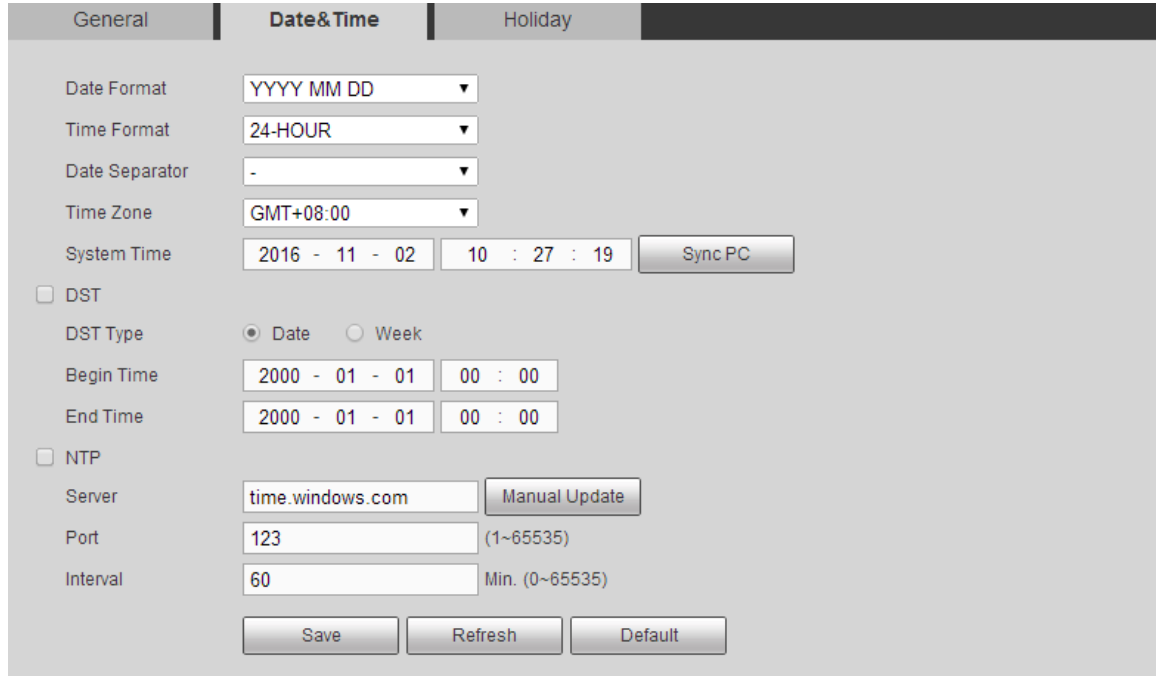 General Date&Time Holiday
Date Format YYYY MM DD
Time Format 24-HOUR
Date Separator -
Time Zone GMT+08:00
System Time 2016 - 11 - 02 10 : 27 : 19 Sync PC
DST
DST Type Date Week
Begin Time 2000 - 01 - 01 00 : 00
End Time 2000 - 01 - 01 00 : 00
NTP
Server time.windows.com Manual Update
Port 123 (1~65535)
Interval 60 Min. (0~65535)
Save Refresh Default